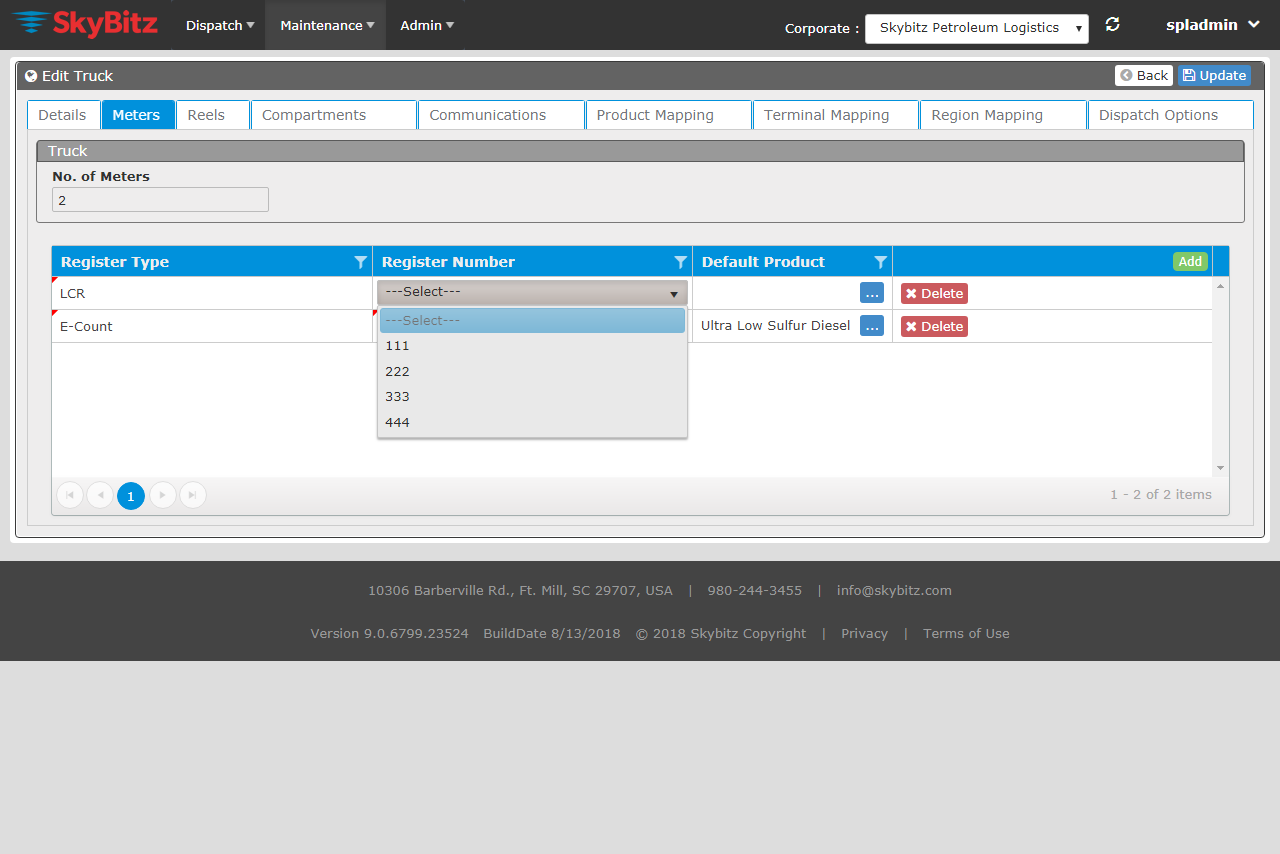 SkyBitz Dispatch Maintenance Admin Corporate : Skybitz Petroleum Logistics spladmin
Edit Truck Back Update
Details Meters Reels Compartments Communications Product Mapping Terminal Mapping Region Mapping Dispatch Options
Truck
No. of Meters
2
Register Type Register Number Default Product Add
LCR ---Select--- ... Delete
E-Count ---Select--- Ultra Low Sulfur Diesel ... Delete
111
222
333
444
1 1 - 2 of 2 items
10306 Barberville Rd., Ft. Mill, SC 29707, USA | 980-244-3455 | info@skybitz.com
Version 9.0.6799.23524 BuildDate 8/13/2018 © 2018 Skybitz Copyright | Privacy | Terms of Use